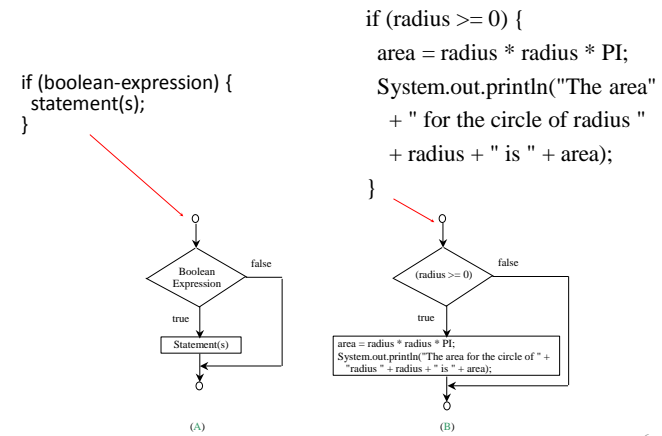 if (boolean-expression) {
statement(s);
}
if (radius >= 0) {
area = radius * radius * PI;
System.out.println("The area"
+ " for the circle of radius "
+ radius + " is " + area);
}
Boolean
Expression
false
true
Statement(s)
(A)
(radius >= 0)
false
true
area = radius * radius * PI;
System.out.println("The area for the circle of " +
"radius " + radius + " is " + area);
(B)